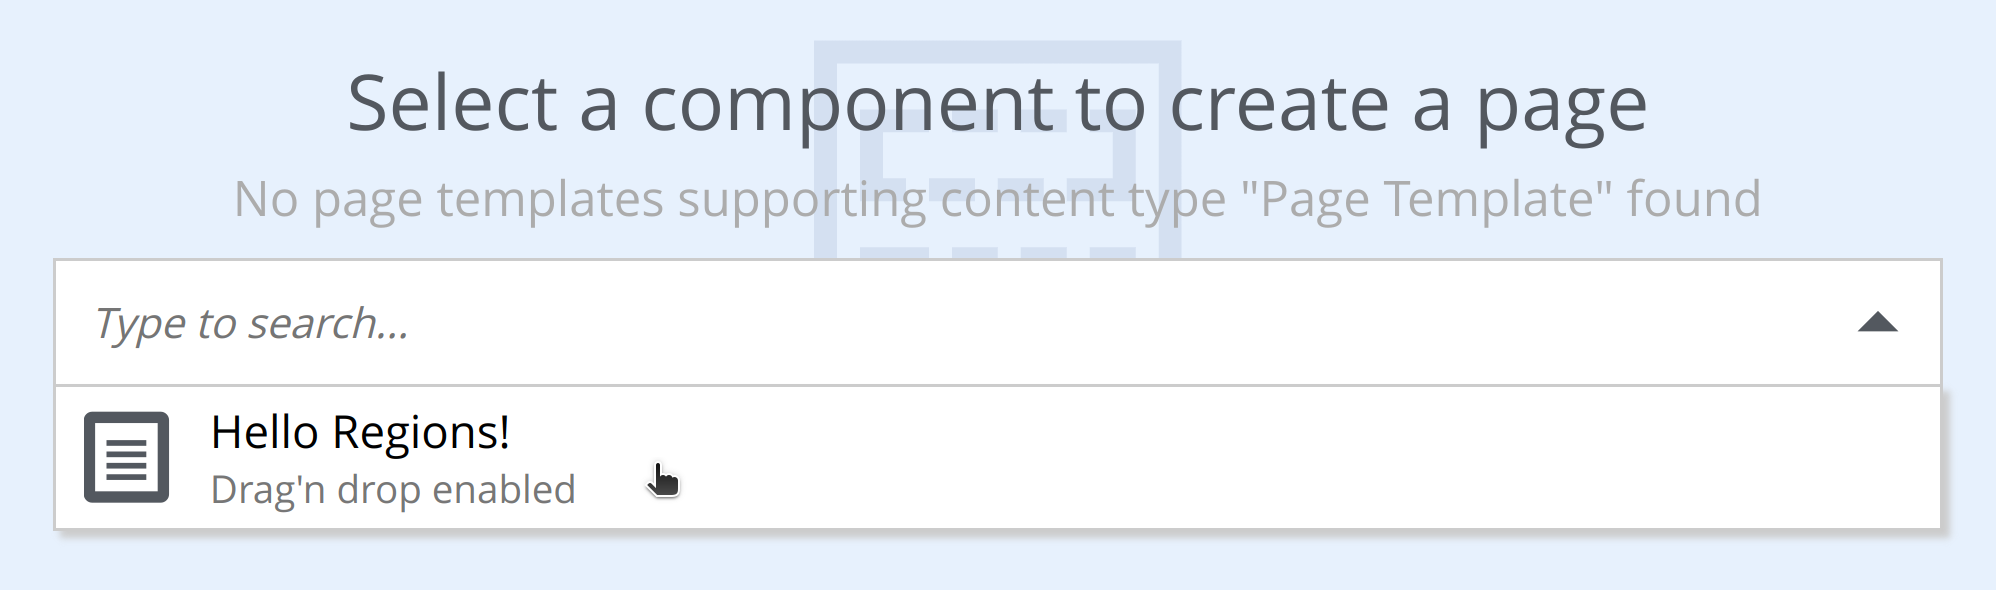 Select a component to create a page
No page templates supporting content type "Page Template" found
Type to search...
Hello Regions!
Drag'n drop enabled